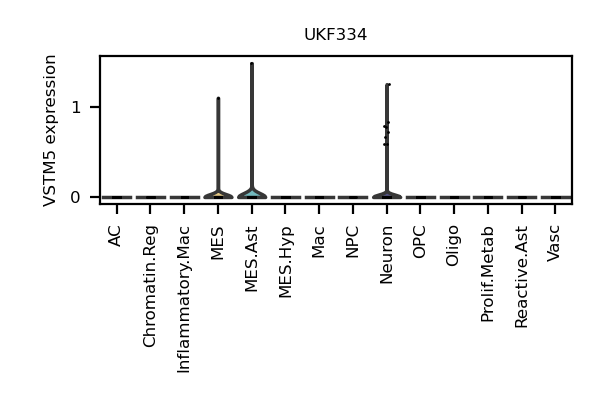 UKF334
VSTM5 expression
1
0
AC
Chromatin.Reg
Inflammatory.Mac
MES
MES.Ast
MES.Hyp
Mac
NPC
Neuron
OPC
Oligo
Prolif.Metab
Reactive.Ast
Vasc